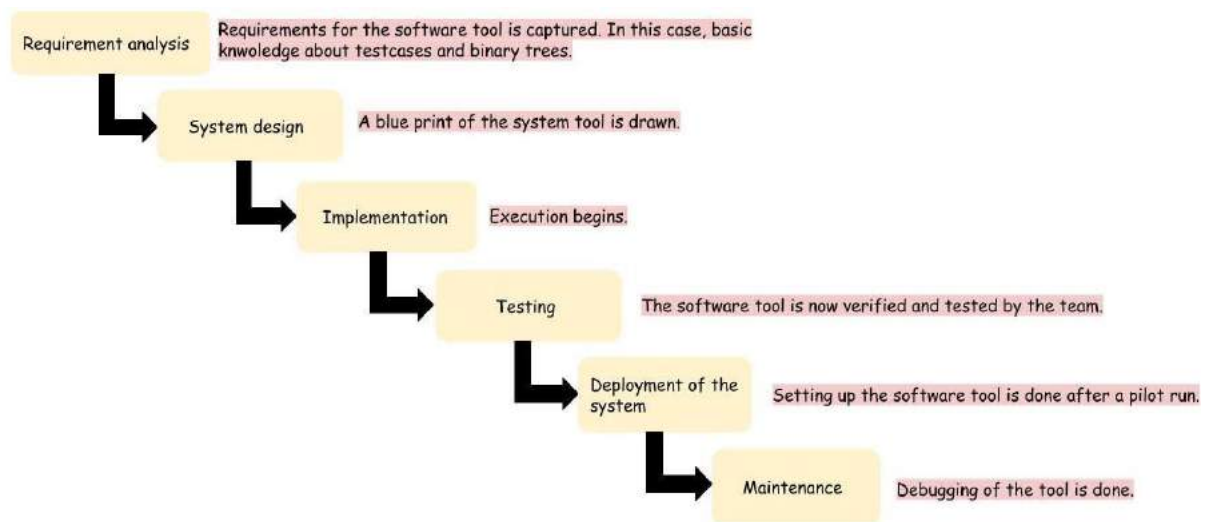 Requirement analysis
Requirements for the software tool is captured. In this case, basic
knwoledge about testcases and binary trees.
System design
A blue print of the system tool is drawn.
Implementation
Execution begins.
Testing
The software tool is now verified and tested by the team.
Deployment of the
system
Setting up the software tool is done after a pilot run.
Maintenance
Debugging of the tool is done.